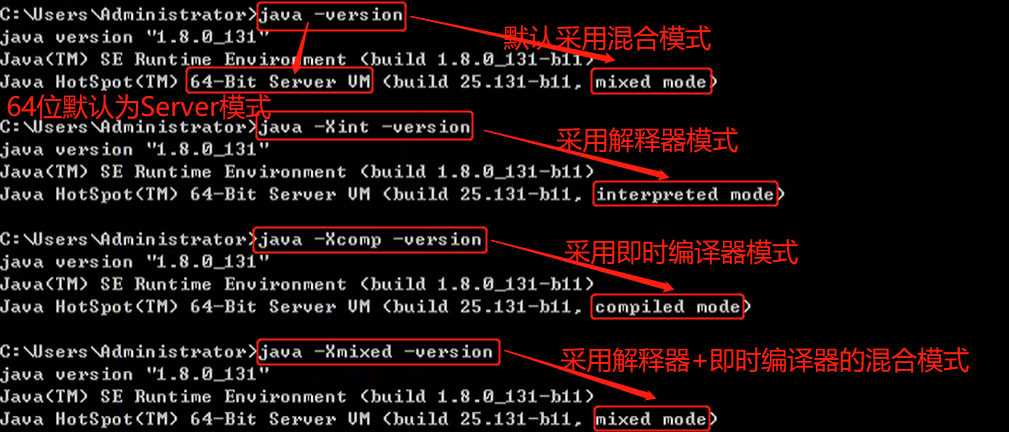 C:\Users\Administrator>java -version
java version "1.8.0_131"
默认采用混合模式
Java(TM) SE Runtime Environment (build 1.8.0_131-b11)
Java HotSpot(TM) 64-Bit Server VM (build 25.131-b11, mixed mode)
64位默认为Server模式
java -Xint -version
采用解释器模式
java version "1.8.0_131"
Java(TM) SE Runtime Environment (build 1.8.0_131-b11)
Java HotSpot(TM) 64-Bit Server VM (build 25.131-b11, interpreted mode)
C:\Users\Administrator>java -Xcomp -version
采用即时编译器模式
java version "1.8.0_131"
Java(TM) SE Runtime Environment (build 1.8.0_131-b11)
Java HotSpot(TM) 64-Bit Server VM (build 25.131-b11, compiled mode)
C:\Users\Administrator>java -Xmixed -version
采用解释器+即时编译器的混合模式
java version "1.8.0_131"
Java(TM) SE Runtime Environment (build 1.8.0_131-b11)
Java HotSpot(TM) 64-Bit Server VM (build 25.131-b11, mixed mode)